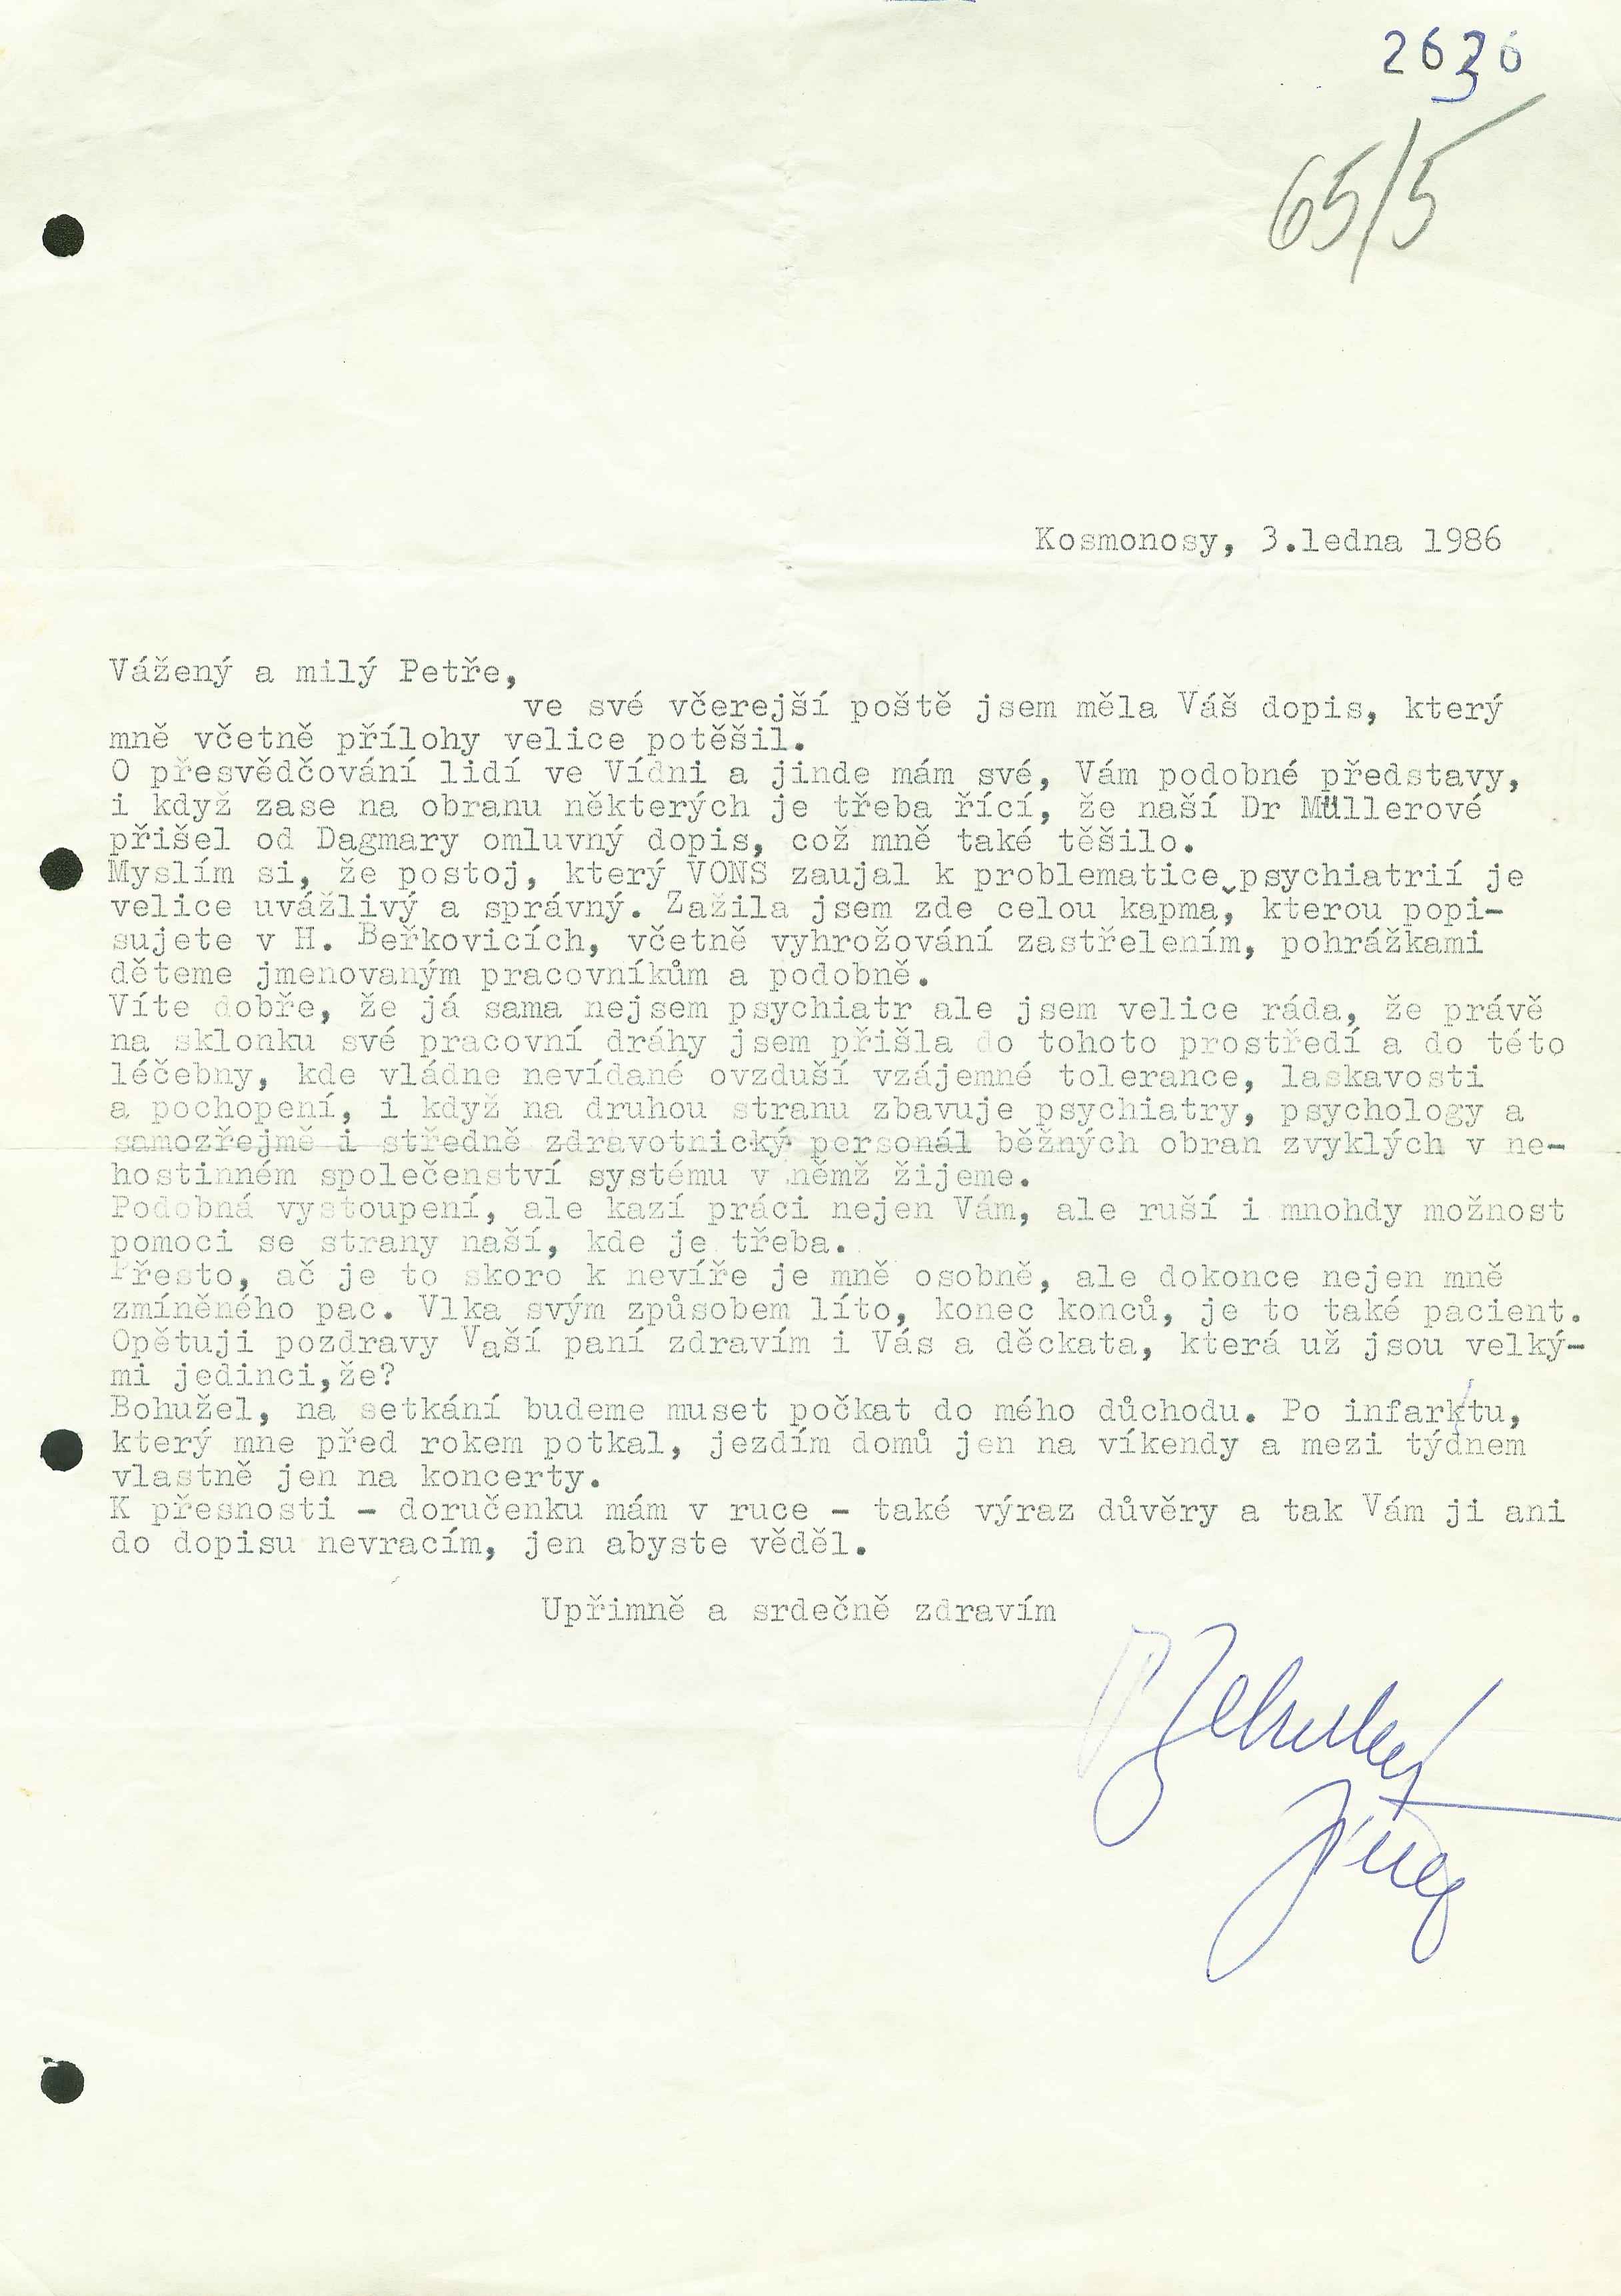 2636
65/5
Kosmonosy, 3.ledna 1986
Vážený a milý Petře,
ve své včerejší poště jsem měla Váš dopis, který
mně včetně přílohy velice potěšil.
O přesvědčování lidí ve Vídni a jinde mám své, Vám podobné představy,
i když zase na obranu některých je třeba řící, že naší Dr Müllerové
přišel od Dagmary omluvný dopis, což mně také těšilo.
Myslím si, že postoj, který VONS zaujal k problematice psychiatrií je
velice uvážlivý a správný. Zažila jsem zde celou kapma, kterou popi-
sujete v H. Beřkovicích, včetně vyhrožování zastřelením, pohrážkami
děteme jmenovaným pracovníkům a podobně.
Víte dobře, že já sama nejsem psychiatr ale jsem velice ráda, že právě
na sklonku své pracovní dráhy jsem přišla do tohoto prostředí a do této
léčebny, kde vládne nevídané ovzduší vzájemné tolerance, laskavosti
a pochopení, i když na druhou stranu zbavuje psychiatry, psychology a
samozřejmě i středně zdravotnický personál běžných obran zvyklých v ne-
hostinném společenství systému v němž žijeme.
Podobná vystoupení, ale kazí práci nejen Vám, ale ruší i mnohdy možnost
pomoci se strany naší, kde je třeba.
Přesto, ač je to skoro k nevíře je mně osobně, ale dokonce nejen mně
zmíněného pac. Vlka svým způsobem líto, konec konců, je to také pacient.
Opětuji pozdravy Vaší paní zdravím i Vás a děckata, která už jsou velký-
mi jedinci,že?
Bohužel, na setkání budeme muset počkat do mého důchodu. Po infarktu,
který mne před rokem potkal, jezdím domů jen na víkendy a mezi týdnem
vlastně jen na koncerty.
K přesnosti - doručenku mám v ruce - také výraz důvěry a tak Vám ji ani
do dopisu nevracím, jen abyste věděl.
Upřimně a srdečně zdravím